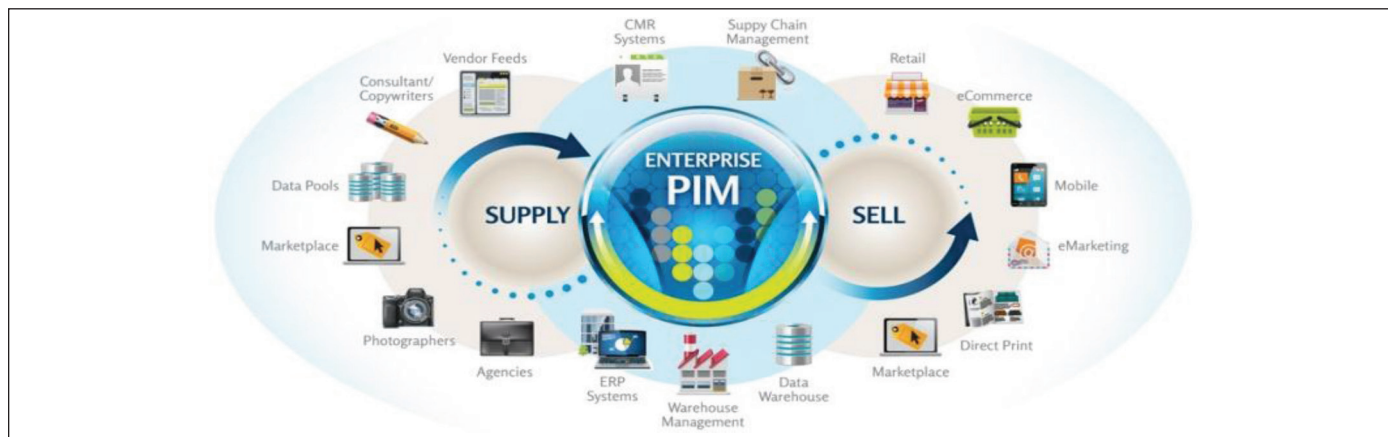 CMR
Systems
Suppy Chain
Management
Vendor Feeds
Retail
Consultant/
Copywriters
eCommerce
ENTERPRISE
PIM
Data Pools
Mobile
SUPPLY
SELL
Marketplace
eMarketing
Photographers
Direct Print
Agencies
ERP
Systems
Warehouse
Management
Data
Warehouse
Marketplace